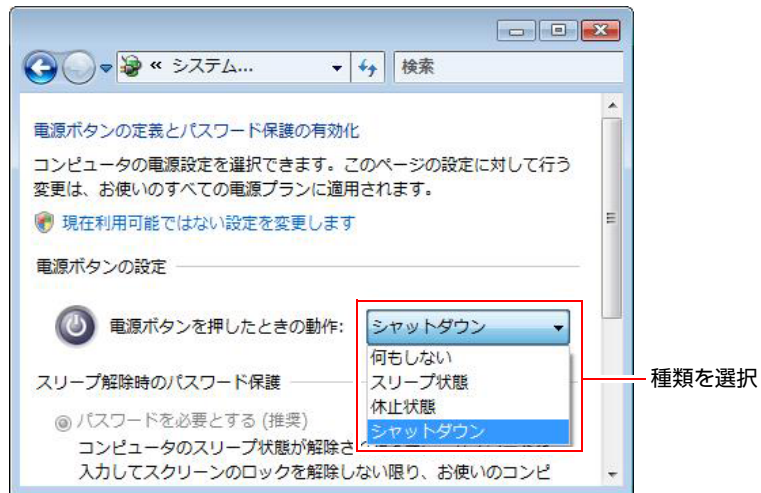 « システム...
検索
電源ボタンの定義とパスワード保護の有効化
コンピュータの電源設定を選択できます。このページの設定に対して行う
変更は、お使いのすべての電源プランに適用されます。
現在利用可能ではない設定を変更します
電源ボタンの設定
電源ボタンを押したときの動作: シャットダウン
何もしない
スリープ状態
休止状態
シャットダウン
種類を選択
スリープ解除時のパスワード保護
パスワードを必要とする (推奨)
コンピュータのスリープ状態が解除さ
入力してスクリーンのロックを解除しない限り、お使いのコンピ